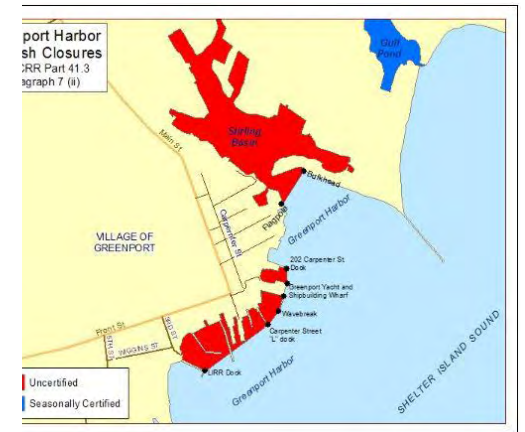 port Harbor
sh Closures
CRR Part 41.3
agraph 7 (ii)
Gull
Pond
Stirling
Basin
Main St
Bulkhead
Flagpole
Greenport Harbor
Carpenter St
VILLAGE OF
GREENPORT
202 Carpenter St.
Dock
Greenport Yacht and
Shipbuilding Wharf
Wavebreak
Carpenter Street
"L" dock
Front St
3RD ST
5TH S
WIGGINS ST
LIRR Dock
Greenport Harbor
SHELTER ISLAND SOUND
Uncertified
Seasonally Certified